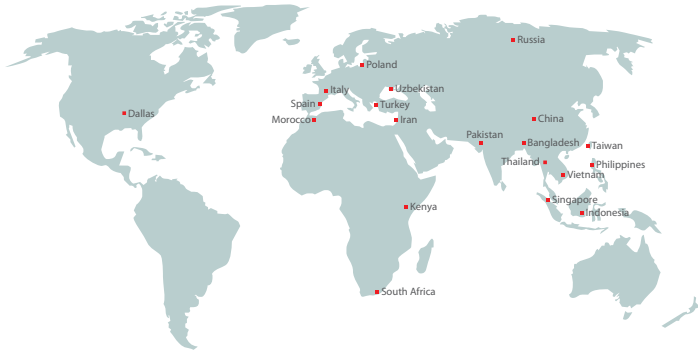 Russia
Poland
Uzbekistan
Italy
Spain
Turkey
Dallas
Morocco
Iran
China
Pakistan
Bangladesh
Taiwan
Thailand
Philippines
Vietnam
Singapore
Kenya
Indonesia
South Africa